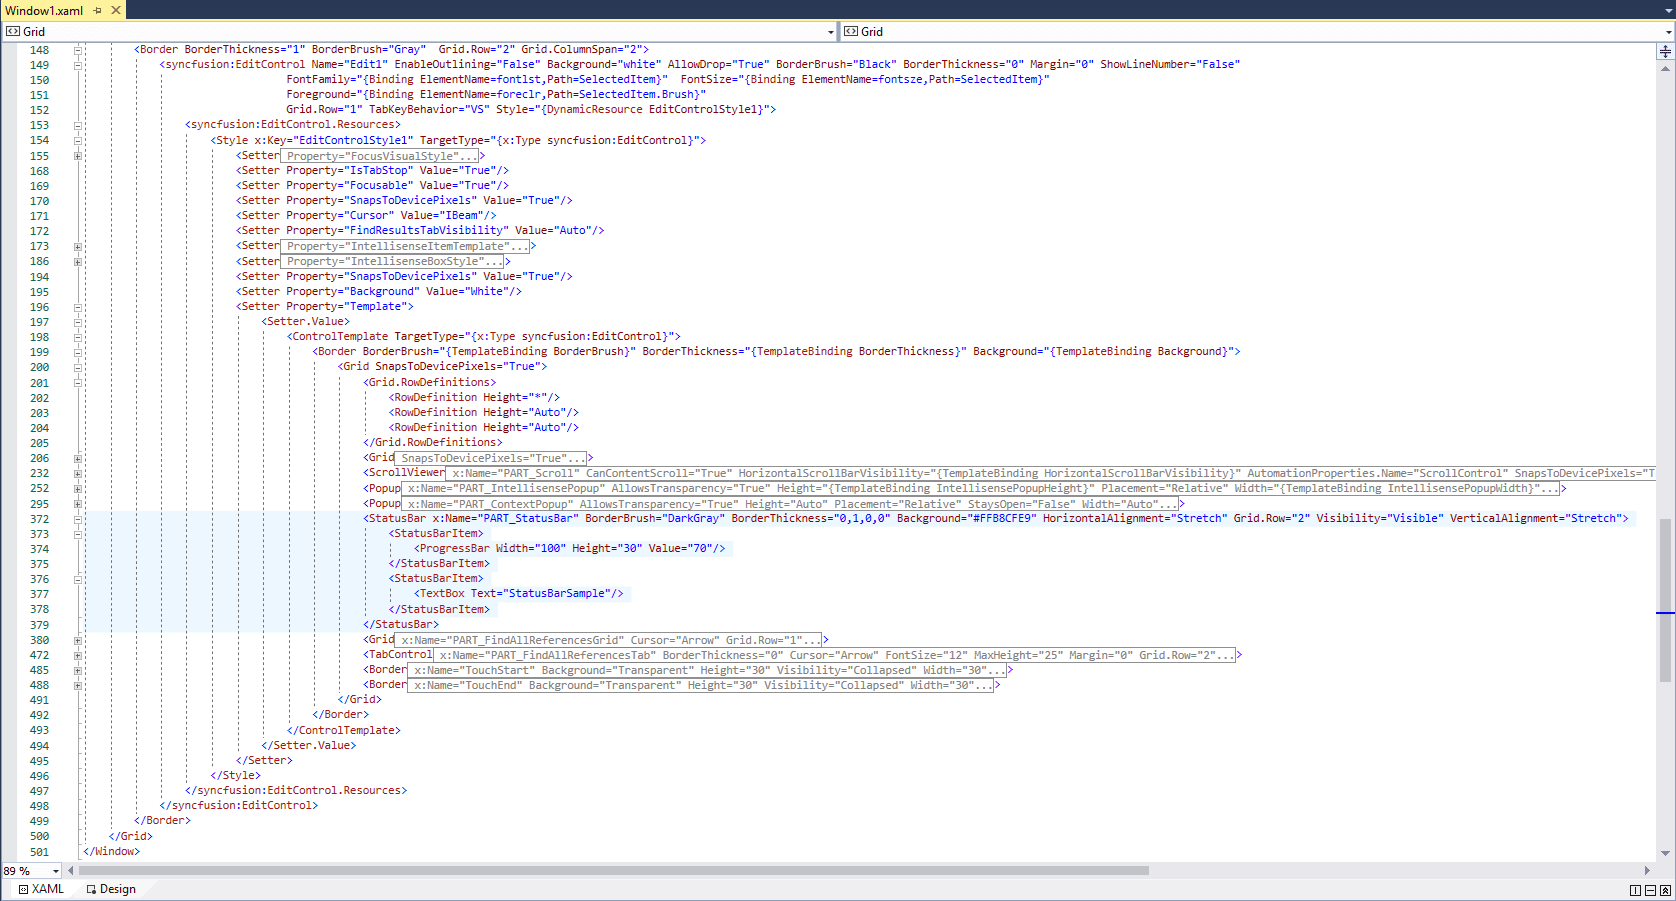 Window1.xaml
Grid
Grid
148 <Border BorderThickness="1" BorderBrush="Gray"  Grid.Row="2" Grid.ColumnSpan="2">
149 <syncfusion:EditControl Name="Edit1" EnableOutlining="False" Background="white" AllowDrop="True" BorderBrush="Black" BorderThickness="0" Margin="0" ShowLineNumber="False"
150 FontFamily="{Binding ElementName=fontlst,Path=SelectedItem}"  FontSize="{Binding ElementName=fontsze,Path=SelectedItem}"
151 Foreground="{Binding ElementName=foreclr,Path=SelectedItem.Brush}"
152 Grid.Row="1" TabKeyBehavior="VS" Style="{DynamicResource EditControlStyle1}">
153 <syncfusion:EditControl.Resources>
154 <Style x:Key="EditControlStyle1" TargetType="{x:Type syncfusion:EditControl}">
155 <Setter Property="FocusVisualStyle"...>
168 <Setter Property="IsTabStop" Value="True"/>
169 <Setter Property="Focusable" Value="True"/>
170 <Setter Property="SnapsToDevicePixels" Value="True"/>
171 <Setter Property="Cursor" Value="IBeam"/>
172 <Setter Property="FindResultsTabVisibility" Value="Auto"/>
173 <Setter Property="IntellisenseItemTemplate"...>
186 <Setter Property="IntellisenseBoxStyle"...>
194 <Setter Property="SnapsToDevicePixels" Value="True"/>
195 <Setter Property="Background" Value="White"/>
196 <Setter Property="Template">
197 <Setter.Value>
198 <ControlTemplate TargetType="{x:Type syncfusion:EditControl}">
199 <Border BorderBrush="{TemplateBinding BorderBrush}" BorderThickness="{TemplateBinding BorderThickness}" Background="{TemplateBinding Background}">
200 <Grid SnapsToDevicePixels="True">
201 <Grid.RowDefinitions>
202 <RowDefinition Height="*"/>
203 <RowDefinition Height="Auto"/>
204 <RowDefinition Height="Auto"/>
205 </Grid.RowDefinitions>
206 <Grid SnapsToDevicePixels="True"...>
232 <ScrollViewer x:Name="PART_Scroll" CanContentScroll="True" HorizontalScrollBarVisibility="{TemplateBinding HorizontalScrollBarVisibility}" AutomationProperties.Name="ScrollControl" SnapsToDevicePixels="T
252 <Popup x:Name="PART_IntellisensePopup" AllowsTransparency="True" Height="{TemplateBinding IntellisensePopupHeight}" Placement="Relative" Width="{TemplateBinding IntellisensePopupWidth}"...>
295 <Popup x:Name="PART_ContextPopup" AllowsTransparency="True" Height="Auto" Placement="Relative" StaysOpen="False" Width="Auto"...>
372 <StatusBar x:Name="PART_StatusBar" BorderBrush="DarkGray" BorderThickness="0,1,0,0" Background="#FFB8CFE9" HorizontalAlignment="Stretch" Grid.Row="2" Visibility="Visible" VerticalAlignment="Stretch">
373 <StatusBarItem>
374 <ProgressBar Width="100" Height="30" Value="70"/>
375 </StatusBarItem>
376 <StatusBarItem>
377 <TextBox Text="StatusBarSample"/>
378 </StatusBarItem>
379 </StatusBar>
380 <Grid x:Name="PART_FindAllReferencesGrid" Cursor="Arrow" Grid.Row="1"...>
472 <TabControl x:Name="PART_FindAllReferencesTab" BorderThickness="0" Cursor="Arrow" FontSize="12" MaxHeight="25" Margin="0" Grid.Row="2"...>
485 <Border x:Name="TouchStart" Background="Transparent" Height="30" Visibility="Collapsed" Width="30"...>
488 <Border x:Name="TouchEnd" Background="Transparent" Height="30" Visibility="Collapsed" Width="30"...>
491 </Grid>
492 </Border>
493 </ControlTemplate>
494 </Setter.Value>
495 </Setter>
496 </Style>
497 </syncfusion:EditControl.Resources>
498 </syncfusion:EditControl>
499 </Border>
500 </Grid>
501 </Window>
89 %
XAML Design